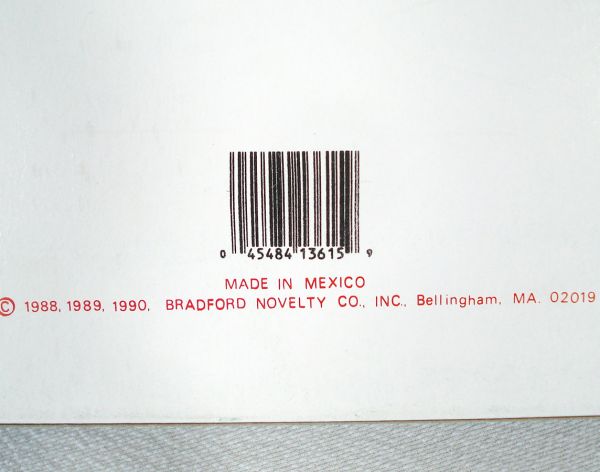 0 45484 13615 9
MADE IN MEXICO
© 1988, 1989, 1990, BRADFORD NOVELTY CO., INC., Bellingham, MA. 02019